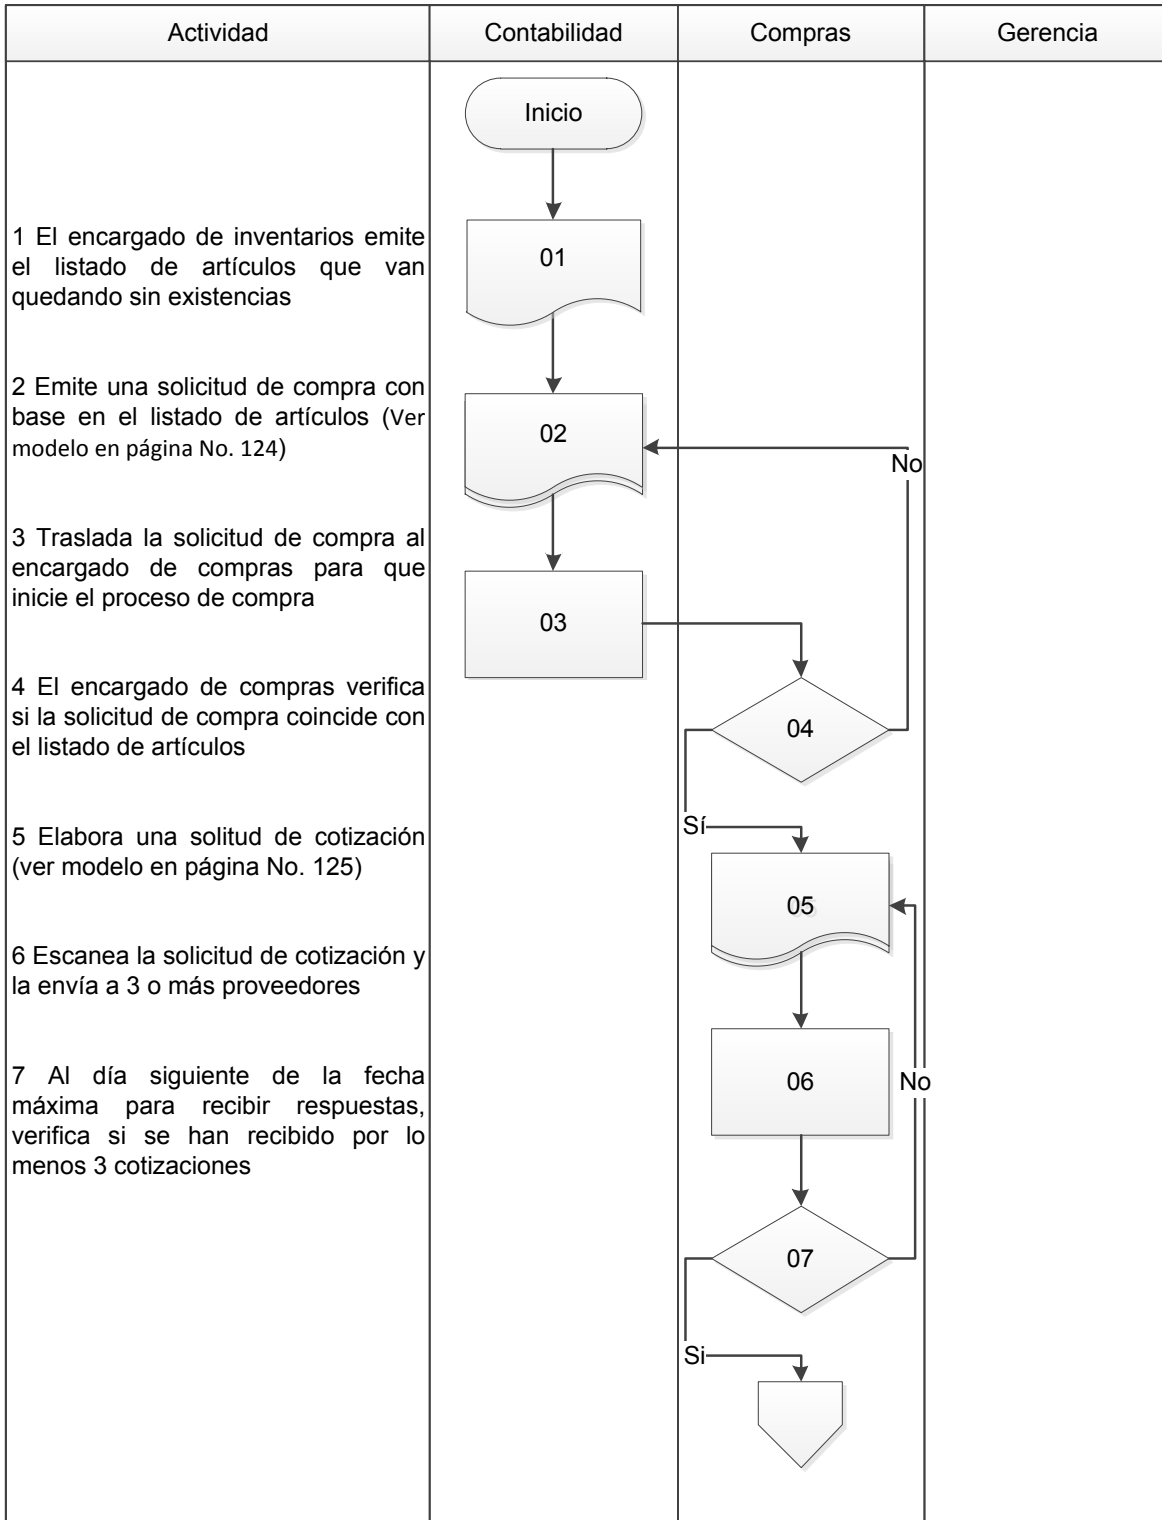 Actividad
Contabilidad
Compras
Gerencia
Inicio
1 El encargado de inventarios emite
el listado de artículos que van
quedando sin existencias
01
2 Emite una solicitud de compra con
base en el listado de artículos (Ver
modelo en página No. 124)
02
No
3 Traslada la solicitud de compra al
encargado de compras para que
inicie el proceso de compra
03
4 El encargado de compras verifica
si la solicitud de compra coincide con
el listado de artículos
04
Sí
5 Elabora una solitud de cotización
(ver modelo en página No. 125)
05
6 Escanea la solicitud de cotización y
la envía a 3 o más proveedores
06
No
7 Al día siguiente de la fecha
máxima para recibir respuestas,
verifica si se han recibido por lo
menos 3 cotizaciones
07
Si